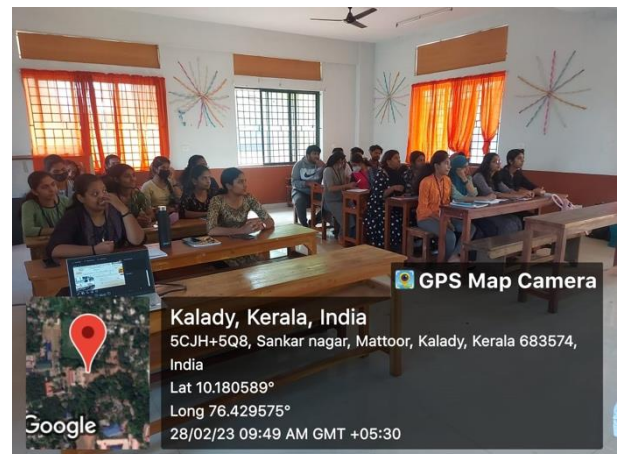 GPS Map Camera
Kalady, Kerala, India
5CJH+5Q8, Sankar nagar, Mattoor, Kalady, Kerala 683574,
India
Lat 10.180589°
Long 76.429575°
28/02/23 09:49 AM GMT +05:30
Google